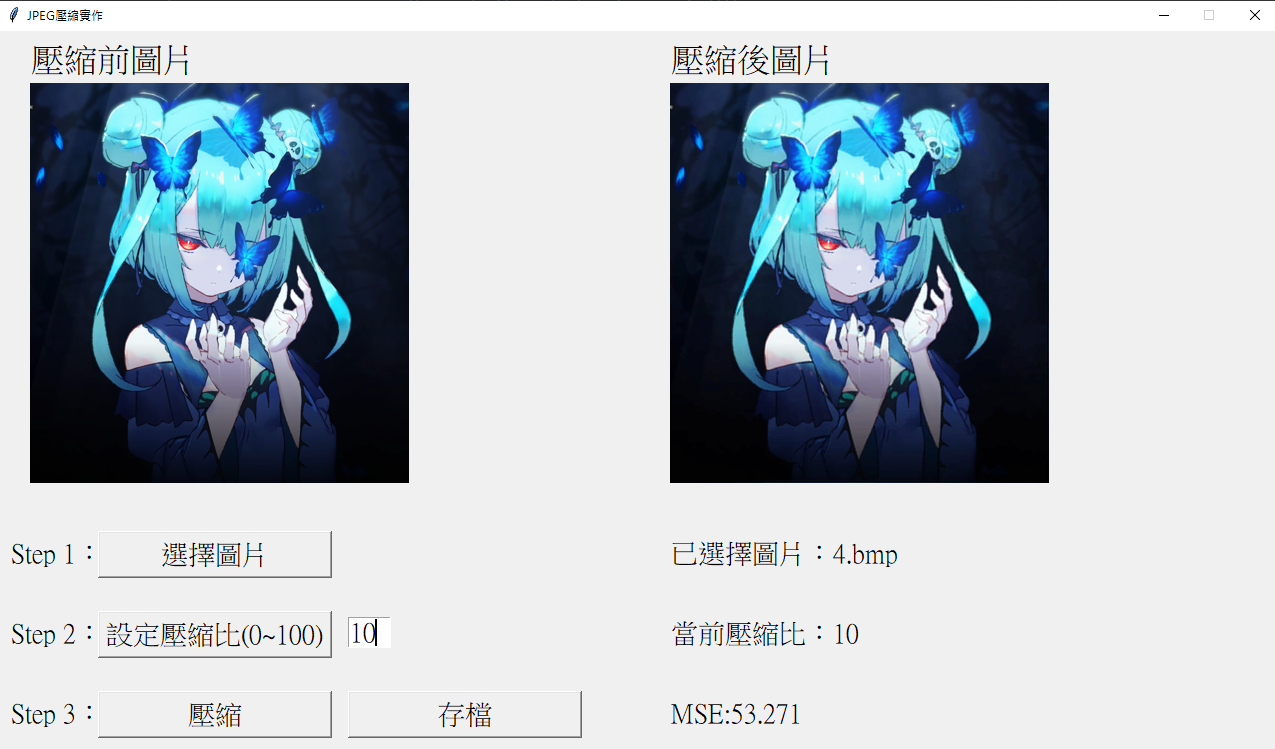 JPEG壓縮實作
壓縮前圖片
壓縮後圖片
Step 1：選擇圖片
已選擇圖片：4.bmp
Step 2：設定壓縮比(0~100) 10
當前壓縮比：10
Step 3：壓縮 存檔
MSE:53.271